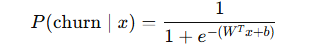 P(churn | x) = 1 / (1 + e^{-(W^T x+b)})